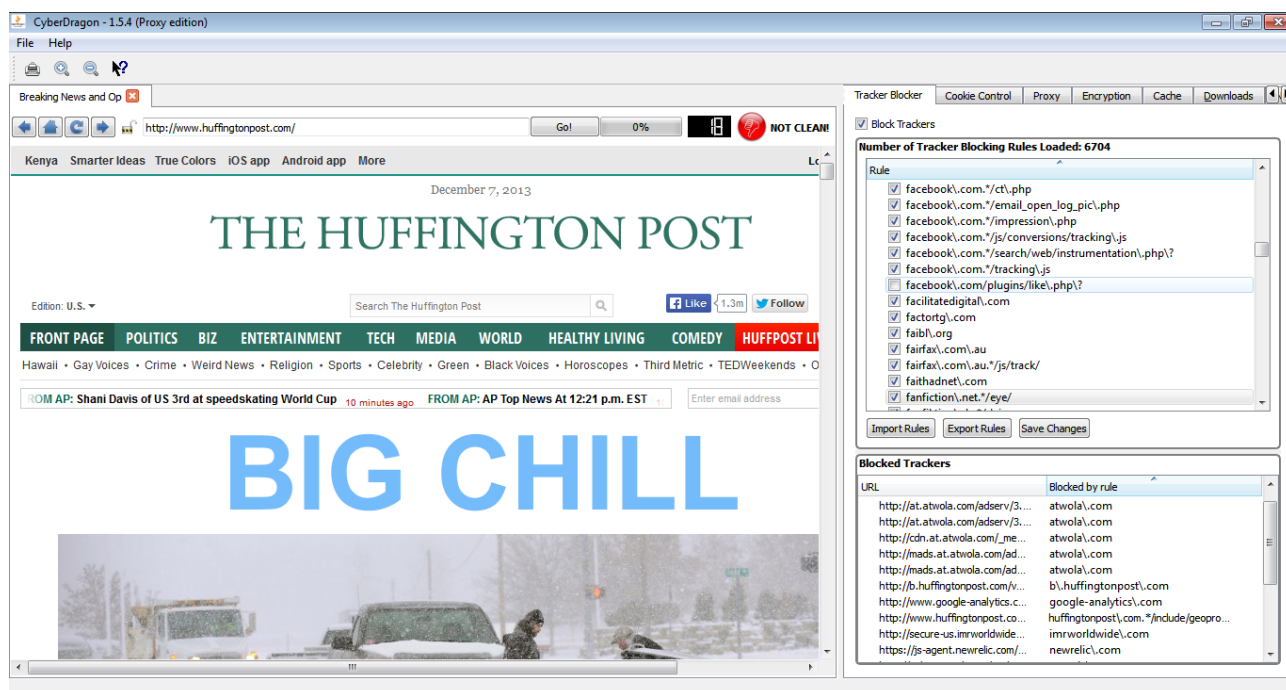 CyberDragon - 1.5.4 (Proxy edition)
File Help
Breaking News and Op
http://www.huffingtonpost.com/ Go! 0% 18 NOT CLEAN!
Kenya Smarter Ideas True Colors iOS app Android app More
December 7, 2013
THE HUFFINGTON POST
Edition: U.S. Search The Huffington Post Like 1.3m Follow
FRONT PAGE POLITICS BIZ ENTERTAINMENT TECH MEDIA WORLD HEALTHY LIVING COMEDY HUFFPOST LI
Hawaii • Gay Voices • Crime • Weird News • Religion • Sports • Celebrity • Green • Black Voices • Horoscopes • Third Metric • TEDWeekends • O
ROM AP: Shani Davis of US 3rd at speedskating World Cup 10 minutes ago FROM AP: AP Top News At 12:21 p.m. EST Enter email address
BIG CHILL
Tracker Blocker Cookie Control Proxy Encryption Cache Downloads
Block Trackers
Number of Tracker Blocking Rules Loaded: 6704
Rule
facebook\.com.*/ct\.php
facebook\.com.*/email_open_log_pic\.php
facebook\.com.*/impression\.php
facebook\.com.*/js/conversions/tracking\.js
facebook\.com.*/search/web/instrumentation\.php\?
facebook\.com.*/tracking\.js
facebook\.com/plugins/like\.php\?
facilitatedigital\.com
factortg\.com
faibl\.org
fairfax\.com\.au
fairfax\.com\.au.*/js/track/
faithadnet\.com
fanfiction\.net.*/eye/
Import Rules Export Rules Save Changes
Blocked Trackers
URL Blocked by rule
http://at.atwola.com/adserv/3.... atwola\.com
http://at.atwola.com/adserv/3.... atwola\.com
http://cdn.at.atwola.com/_me... atwola\.com
http://mads.at.atwola.com/ad... atwola\.com
http://mads.at.atwola.com/ad... atwola\.com
http://b.huffingtonpost.com/v... b\.huffingtonpost\.com
http://www.google-analytics.c... google-analytics\.com
http://www.huffingtonpost.co... huffingtonpost\.com.*/include/geopro...
http://secure-us.imrworldwide... imrworldwide\.com
https://js-agent.newrelic.com/... newrelic\.com